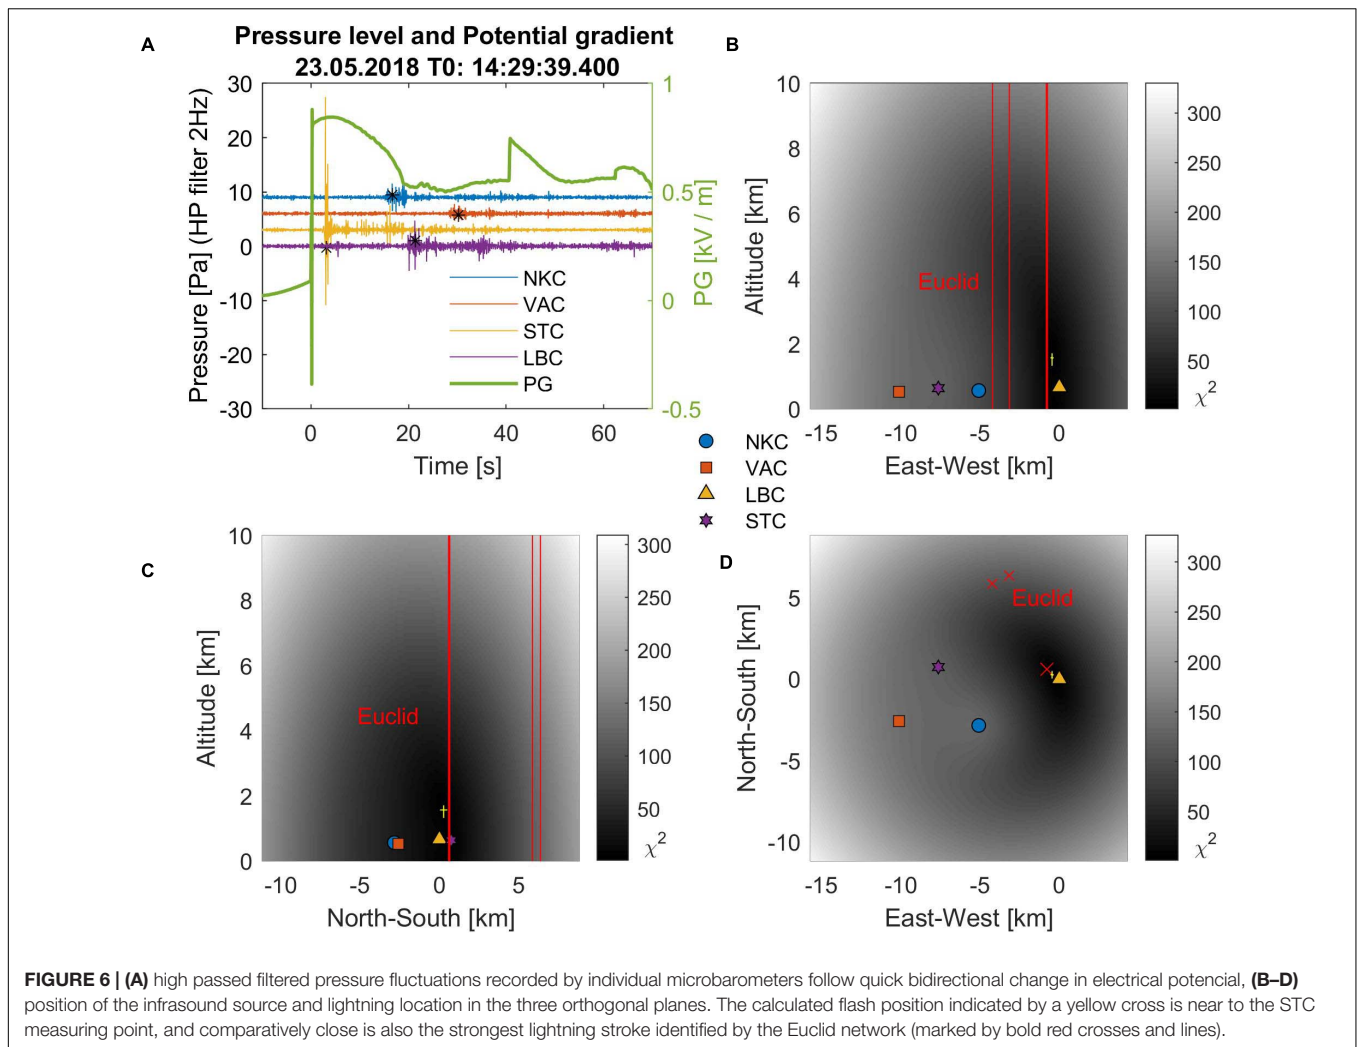 A
Pressure level and Potential gradient
23.05.2018 T0: 14:29:39.400
Pressure [Pa] (HP filter 2Hz)
30
20
10
0
-10
-20
-30
1
0.5
0
-0.5
PG [kV / m]
NKC
VAC
STC
LBC
PG
0 20 40 60
Time [s]
B
Altitude [km]
10
8
6
4
2
0
Euclid
-15 -10 -5 0
East-West [km]
300
250
200
150
100
50
χ²
NKC
VAC
LBC
STC
C
Altitude [km]
10
8
6
4
2
0
Euclid
-10 -5 0 5
North-South [km]
300
250
200
150
100
50
χ²
D
North-South [km]
5
0
-5
-10
Euclid
-15 -10 -5 0
East-West [km]
300
250
200
150
100
50
χ²
FIGURE 6 | (A) high passed filtered pressure fluctuations recorded by individual microbarometers follow quick bidirectional change in electrical potencial, (B–D)
position of the infrasound source and lightning location in the three orthogonal planes. The calculated flash position indicated by a yellow cross is near to the STC
measuring point, and comparatively close is also the strongest lightning stroke identified by the Euclid network (marked by bold red crosses and lines).